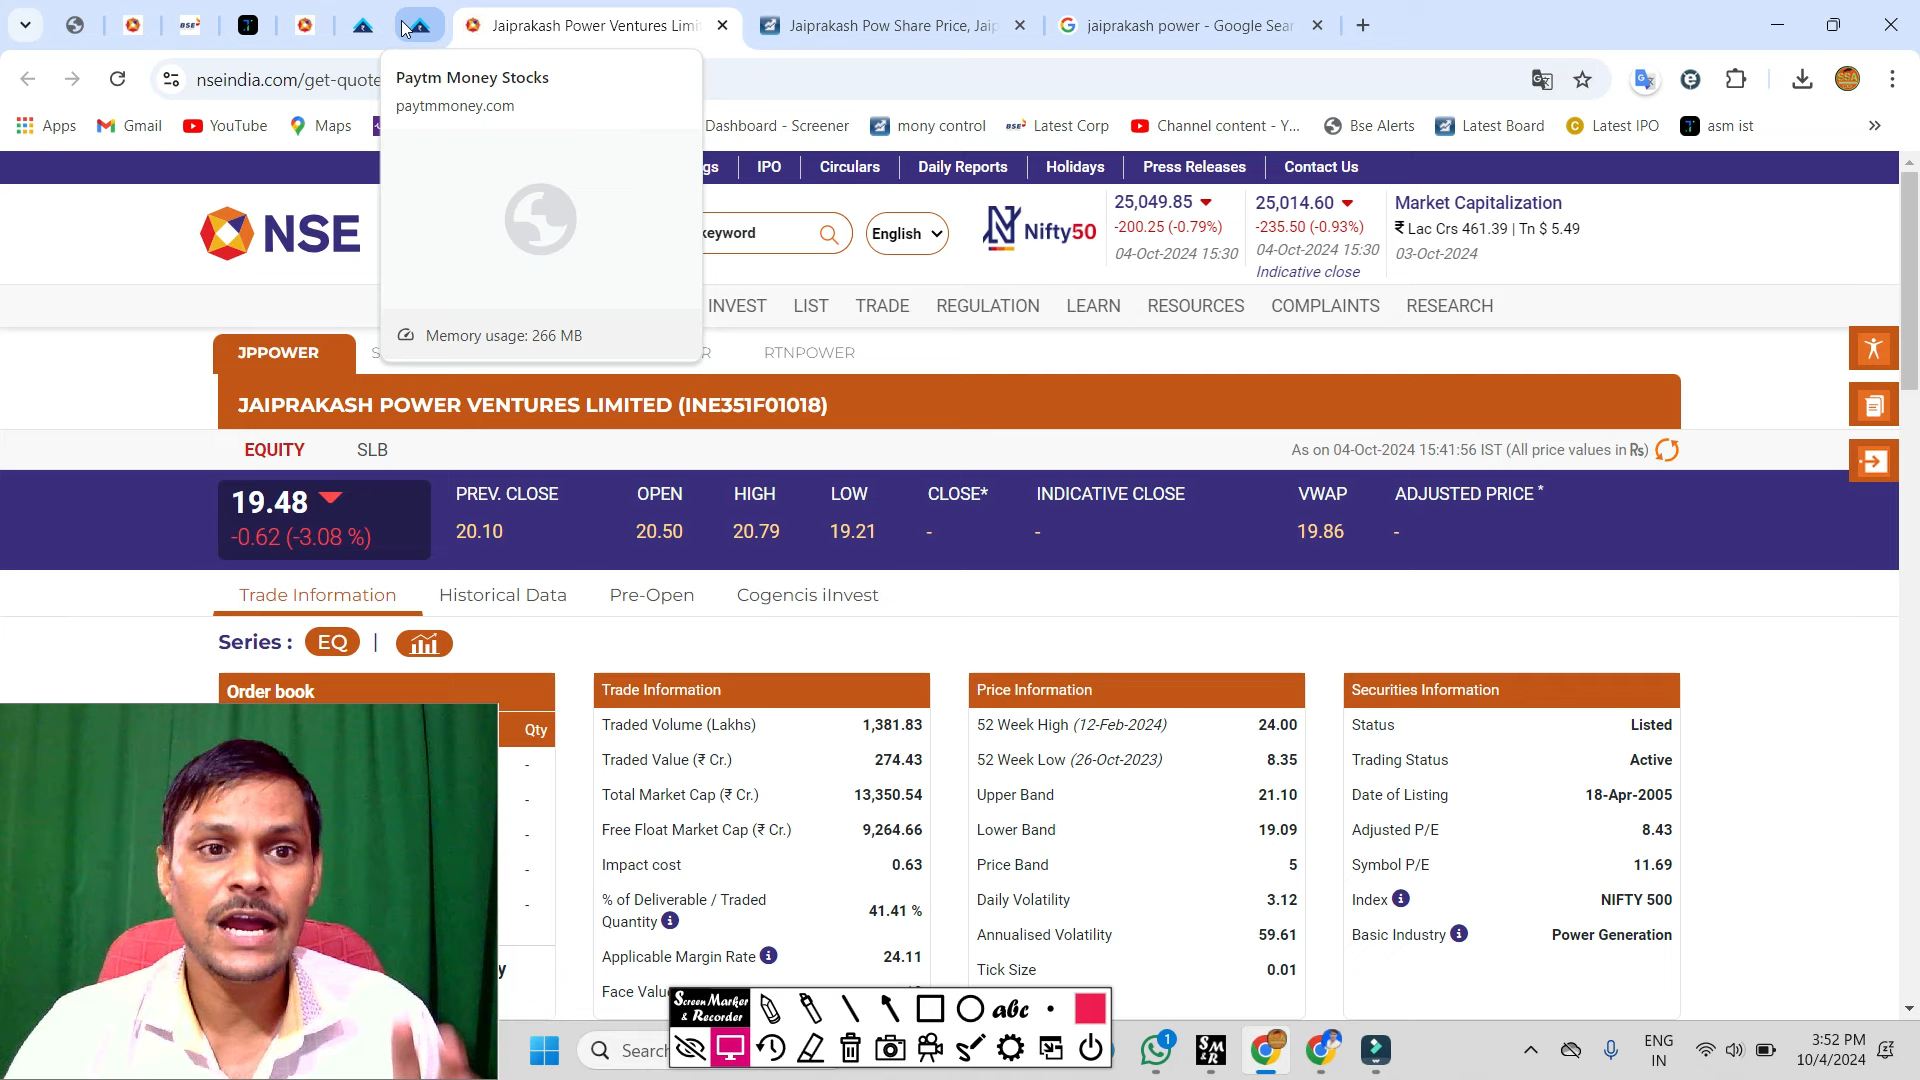 Jaiprakash Power Ventures Limi
Jaiprakash Pow Share Price, Jaip
jaiprakash power - Google Sear
nseindia.com/get-quote
Paytm Money Stocks
paytmmoney.com
Memory usage: 266 MB
Apps
Gmail
YouTube
Maps
Dashboard - Screener
mony control
BSE
Latest Corp
Channel content - Y...
Bse Alerts
Latest Board
Latest IPO
asm ist
gs
IPO
Circulars
Daily Reports
Holidays
Press Releases
Contact Us
NSE
keyword
English
Nifty50
25,049.85
-200.25 (-0.79%)
04-Oct-2024 15:30
25,014.60
-235.50 (-0.93%)
04-Oct-2024 15:30
Indicative close
Market Capitalization
₹ Lac Crs 461.39 | Tn $ 5.49
03-Oct-2024
INVEST
LIST
TRADE
REGULATION
LEARN
RESOURCES
COMPLAINTS
RESEARCH
JPPOWER
S
R
RTNPOWER
JAIPRAKASH POWER VENTURES LIMITED (INE351F01018)
EQUITY
SLB
As on 04-Oct-2024 15:41:56 IST (All price values in Rs)
19.48
-0.62 (-3.08 %)
PREV. CLOSE
OPEN
HIGH
LOW
CLOSE*
INDICATIVE CLOSE
VWAP
ADJUSTED PRICE *
20.10
20.50
20.79
19.21
-
-
19.86
-
Trade Information
Historical Data
Pre-Open
Cogencis iInvest
Series : EQ |
Order book
Qty
-
-
-
-
-
y
Trade Information
Traded Volume (Lakhs) 1,381.83
Traded Value (₹ Cr.) 274.43
Total Market Cap (₹ Cr.) 13,350.54
Free Float Market Cap (₹ Cr.) 9,264.66
Impact cost 0.63
% of Deliverable / Traded
Quantity 41.41 %
Applicable Margin Rate 24.11
Face Valu
Price Information
52 Week High (12-Feb-2024) 24.00
52 Week Low (26-Oct-2023) 8.35
Upper Band 21.10
Lower Band 19.09
Price Band 5
Daily Volatility 3.12
Annualised Volatility 59.61
Tick Size 0.01
Securities Information
Status Listed
Trading Status Active
Date of Listing 18-Apr-2005
Adjusted P/E 8.43
Symbol P/E 11.69
Index NIFTY 500
Basic Industry Power Generation
Screen Marker
& Recorder
abc
Search
1
SM
&R
ENG
IN
3:52 PM
10/4/2024